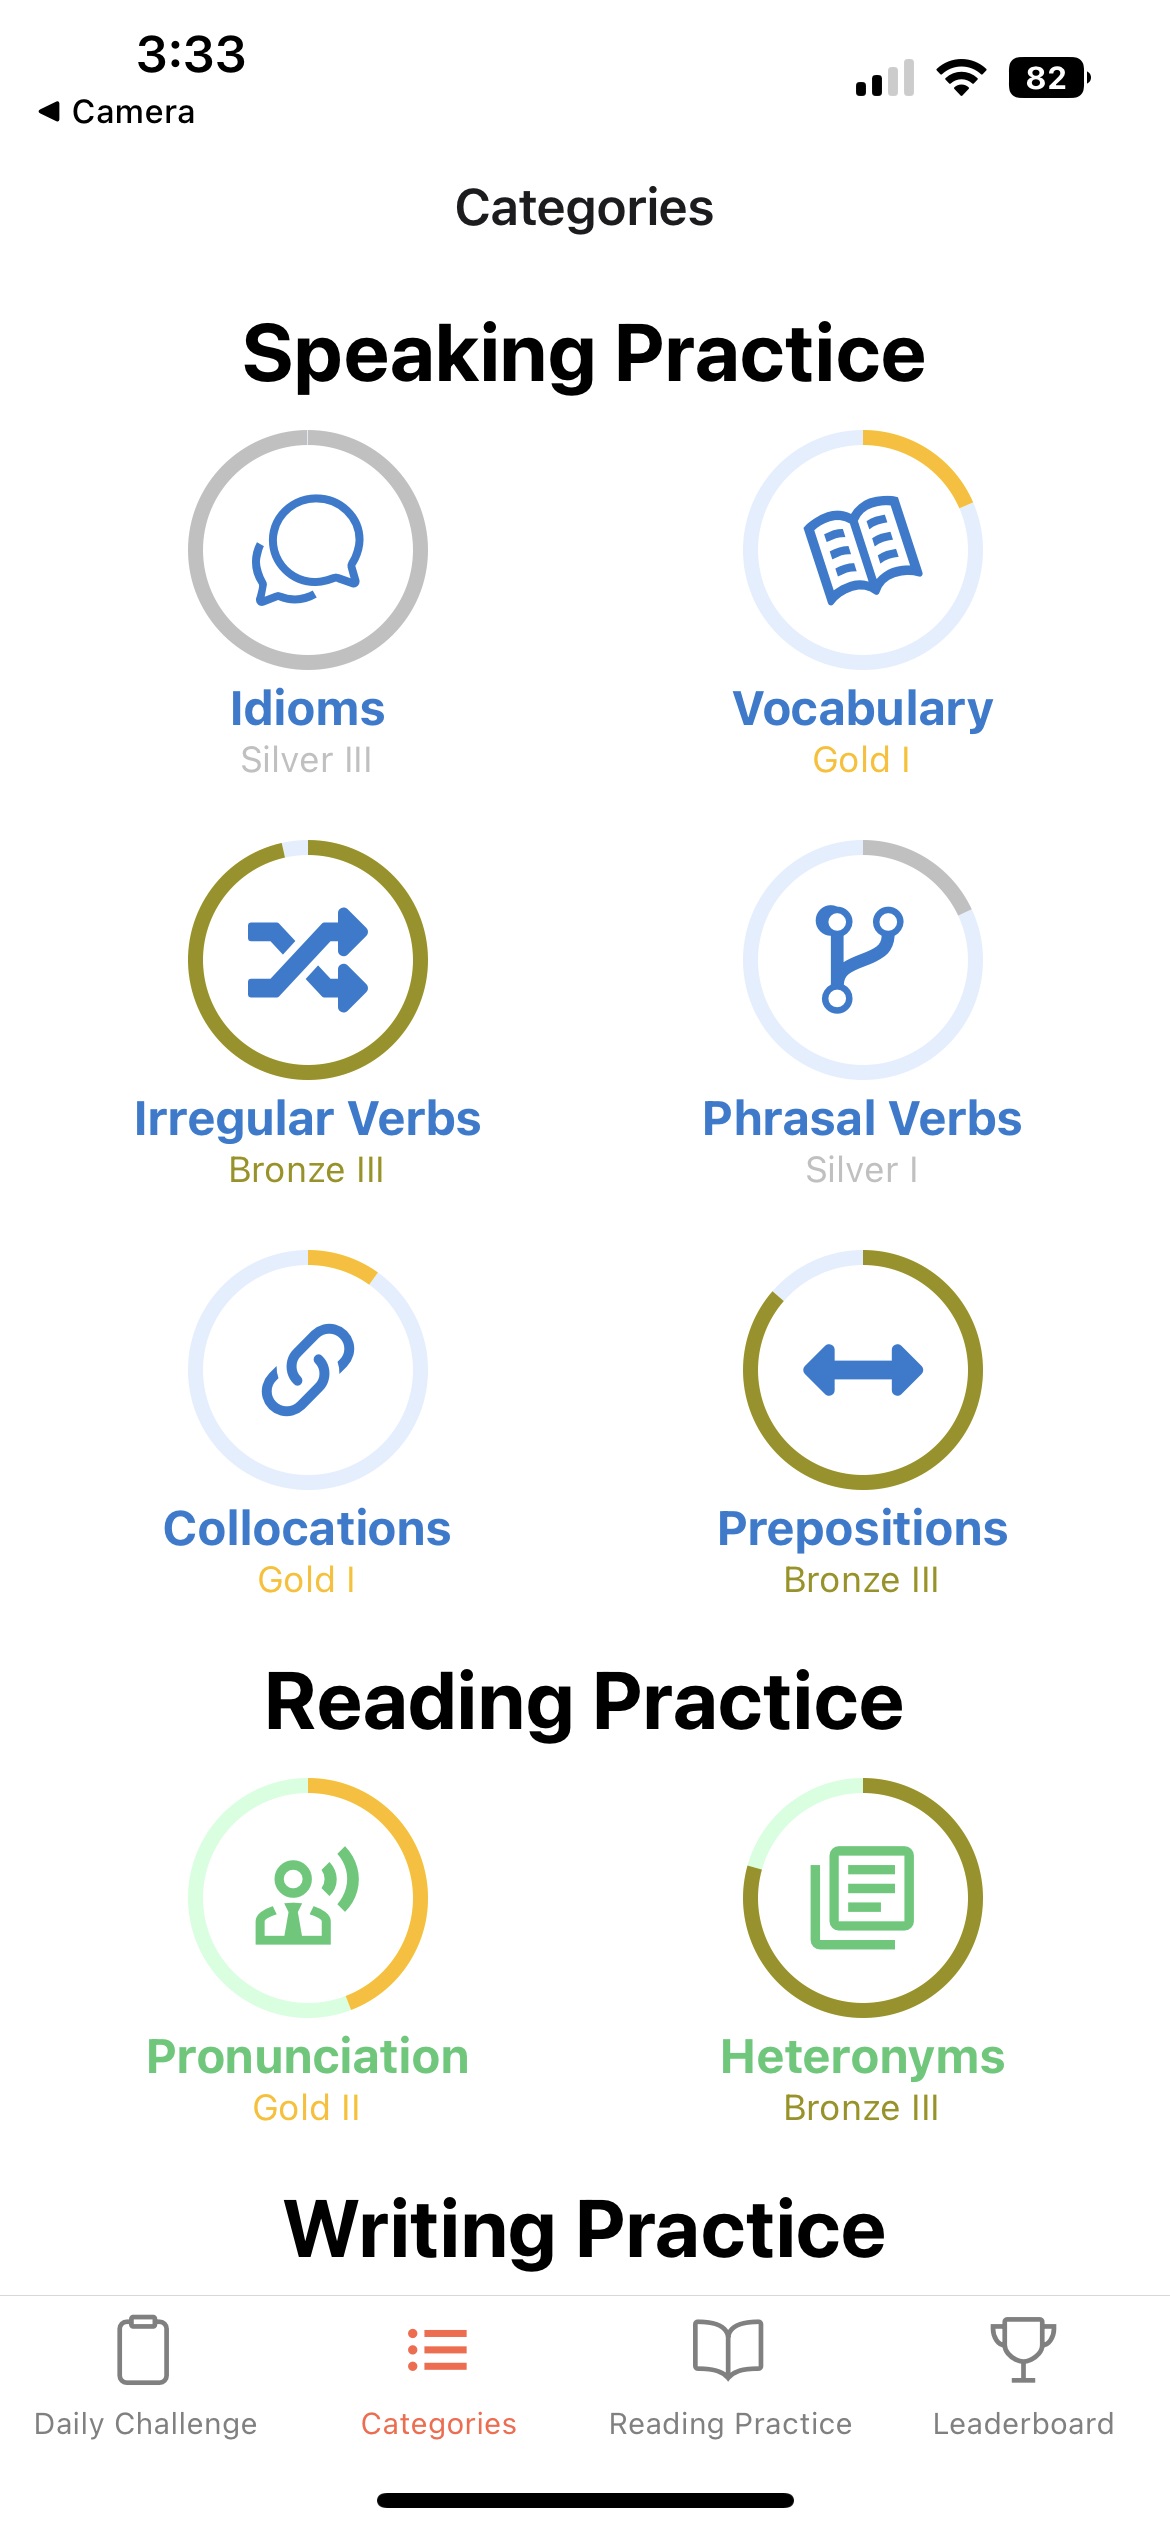 3:33
82
Camera
Categories
Speaking Practice
Idioms
Silver III
Vocabulary
Gold I
Irregular Verbs
Bronze III
Phrasal Verbs
Silver I
Collocations
Gold I
Prepositions
Bronze III
Reading Practice
Pronunciation
Gold II
Heteronyms
Bronze III
Writing Practice
Daily Challenge
Categories
Reading Practice
Leaderboard